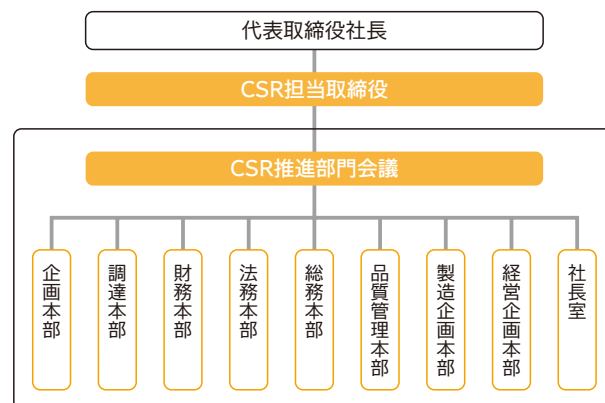 代表取締役社長
CSR担当取締役
CSR推進部門会議
企画本部
調達本部
財務本部
法務本部
総務本部
品質管理本部
製造企画本部
経営企画本部
社長室